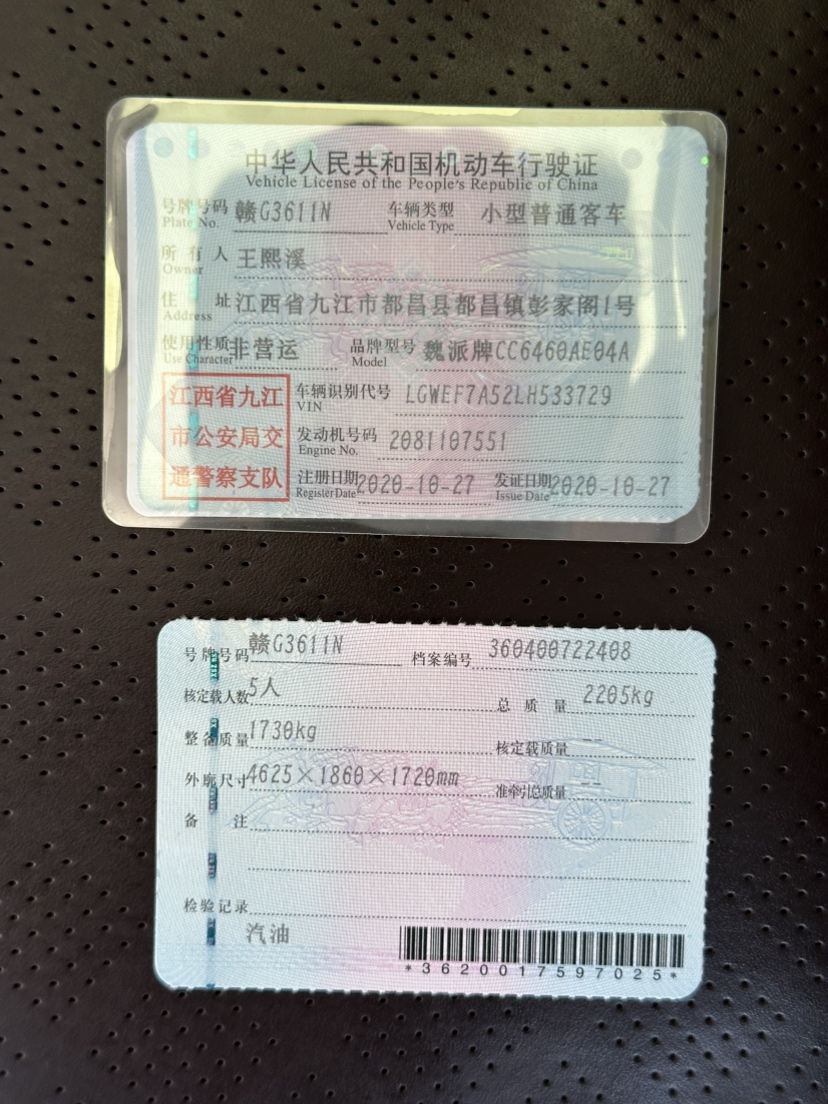 中华人民共和国机动车行驶证
Vehicle License of the People's Republic of China
号牌号码 赣G3611N 车辆类型 小型普通客车
Plate No. Vehicle Type
所有人 王熙溪
Owner
住址 江西省九江市都昌县都昌镇彭家阁1号
Address
使用性质 非营运 品牌型号 魏派牌CC6460AE04A
Use Character Model
江西省九江 车辆识别代号 LGWEF7A52LH533729
VIN
市公安局交 发动机号码 2081107551
Engine No.
通警察支队 注册日期 2020-10-27 发证日期 2020-10-27
Register Date Issue Date
号牌号码 赣G3611N 档案编号 360400722408
核定载人数 5人 总质量 2205kg
整备质量 1730kg 核定载质量 --
外廓尺寸 4625×1860×1720mm 准牵引总质量 --
备注
检验记录
汽油
*3620017597025*